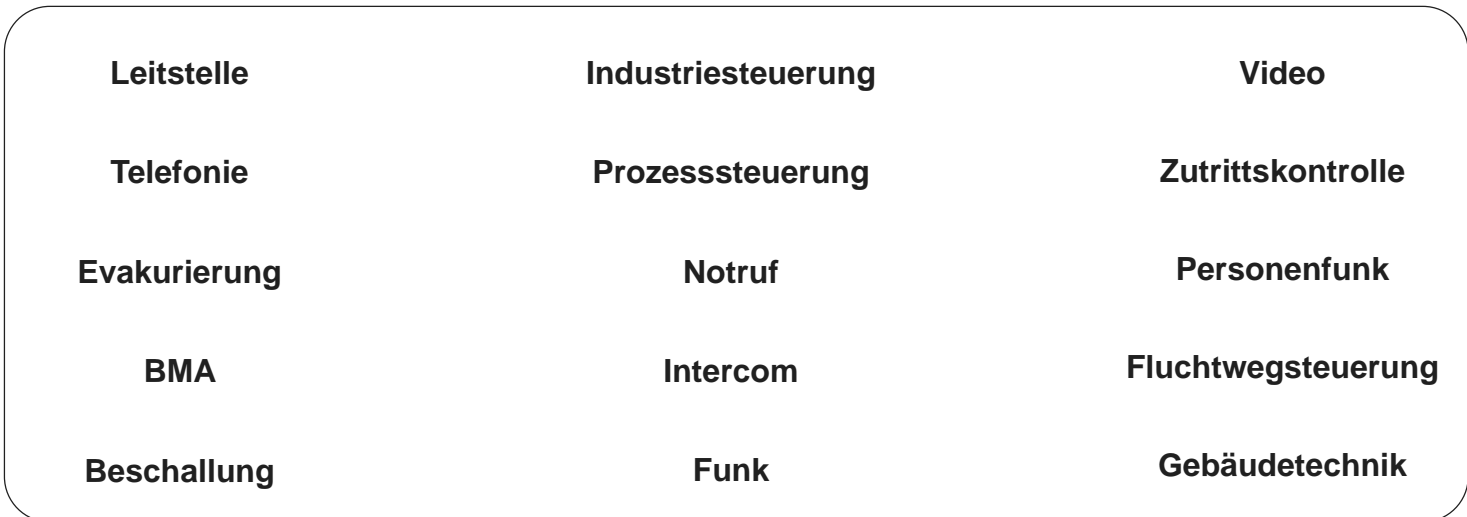 Leitstelle Industriesteuerung Video
Telefonie Prozesssteuerung Zutrittskontrolle
Evakurierung Notruf Personenfunk
BMA Intercom Fluchtwegsteuerung
Beschallung Funk Gebäudetechnik